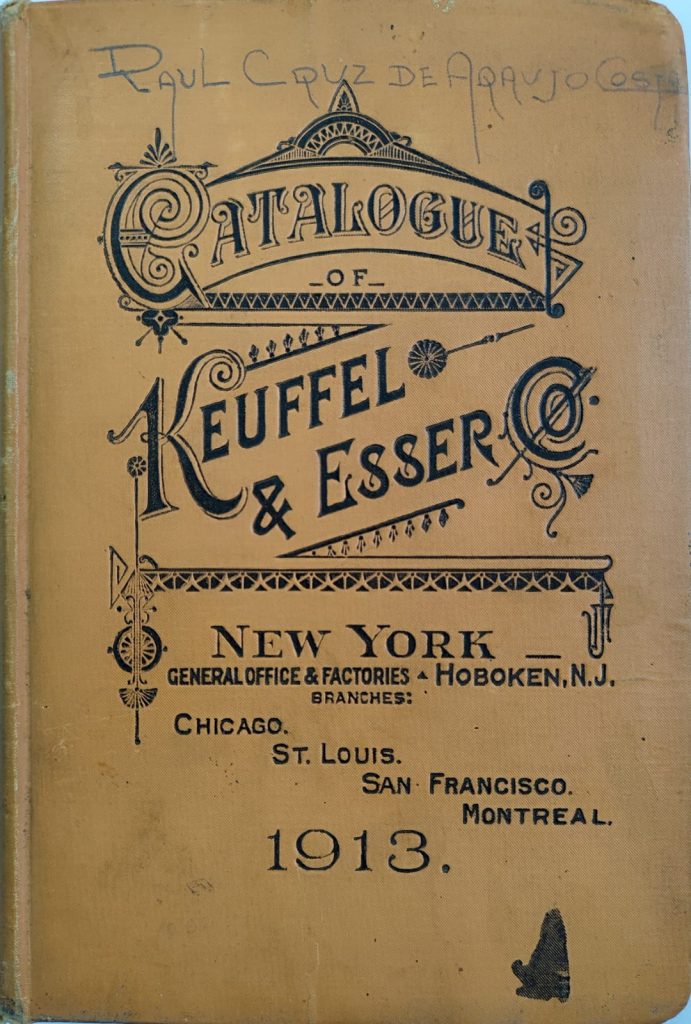 RAUL CRUZ DE ARAUJO COSTA
CATALOGUE
OF
KEUFFEL
& ESSER CO.
NEW YORK
GENERAL OFFICE & FACTORIES HOBOKEN, N.J.
BRANCHES:
CHICAGO.
ST. LOUIS.
SAN FRANCISCO.
MONTREAL.
1913.